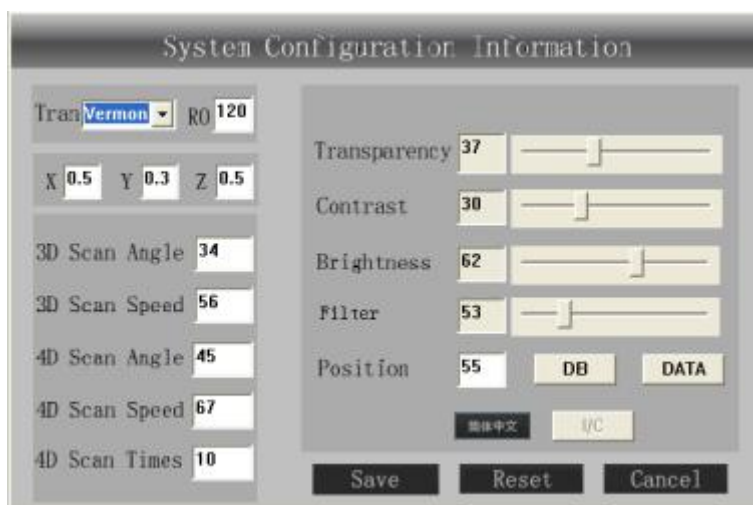 System Configuration Information
Tran Vermon RO 120
X 0.5 Y 0.3 Z 0.5
3D Scan Angle 34
3D Scan Speed 56
4D Scan Angle 45
4D Scan Speed 67
4D Scan Times 10
Transparency 37
Contrast 30
Brightness 62
Filter 53
Position 55 DB DATA
简体中文 I/C
Save Reset Cancel